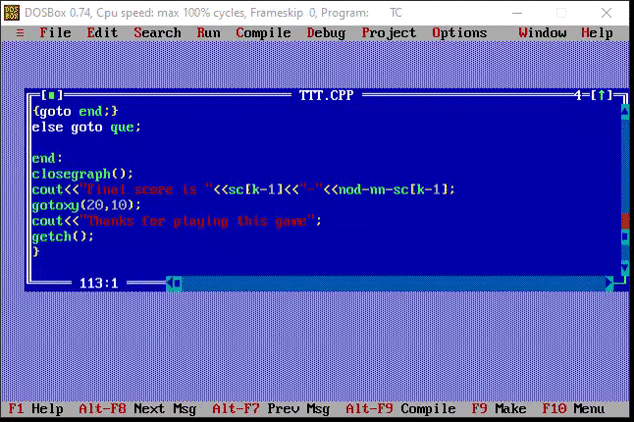 DOSBox 0.74, Cpu speed: max 100% cycles, Frameskip 0, Program: TC
≡ File Edit Search Run Compile Debug Project Options Window Help
[■] TTT.CPP 4=[↑]
{goto end;}
else goto que;
end:
closegraph();
cout<<"Final score is "<<sc[k-1]<<"-"<<nod-nn-sc[k-1];
gotoxy(20,10);
cout<<"Thanks for playing this game";
getch();
}
113:1
F1 Help Alt-F8 Next Msg Alt-F7 Prev Msg Alt-F9 Compile F9 Make F10 Menu